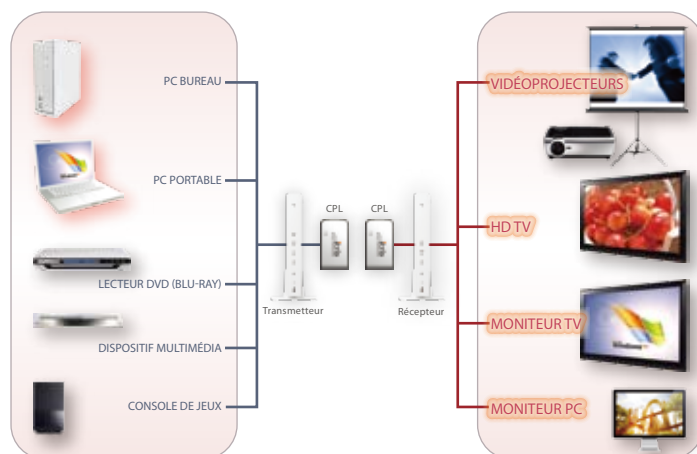 PC BUREAU
PC PORTABLE
LECTEUR DVD (BLU-RAY)
DISPOSITIF MULTIMÉDIA
CONSOLE DE JEUX
Transmetteur
CPL
CPL
Récepteur
VIDÉOPROJECTEURS
HD TV
MONITEUR TV
MONITEUR PC